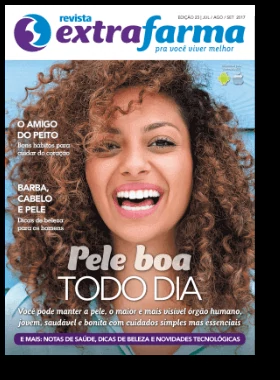 revista
extrafarma
EDIÇÃO 23 | JUL / AGO / SET 2017
pra você viver melhor
O AMIGO
DO PEITO
Bons hábitos para
cuidar do coração
BARBA,
CABELO
E PELE
Dicas de beleza
para os homens
Pele boa
TODO DIA
Você pode manter a pele, o maior e mais visível órgão humano,
jovem, saudável e bonita com cuidados simples mas essenciais
E MAIS: NOTAS DE SAÚDE, DICAS DE BELEZA E NOVIDADES TECNOLÓGICAS